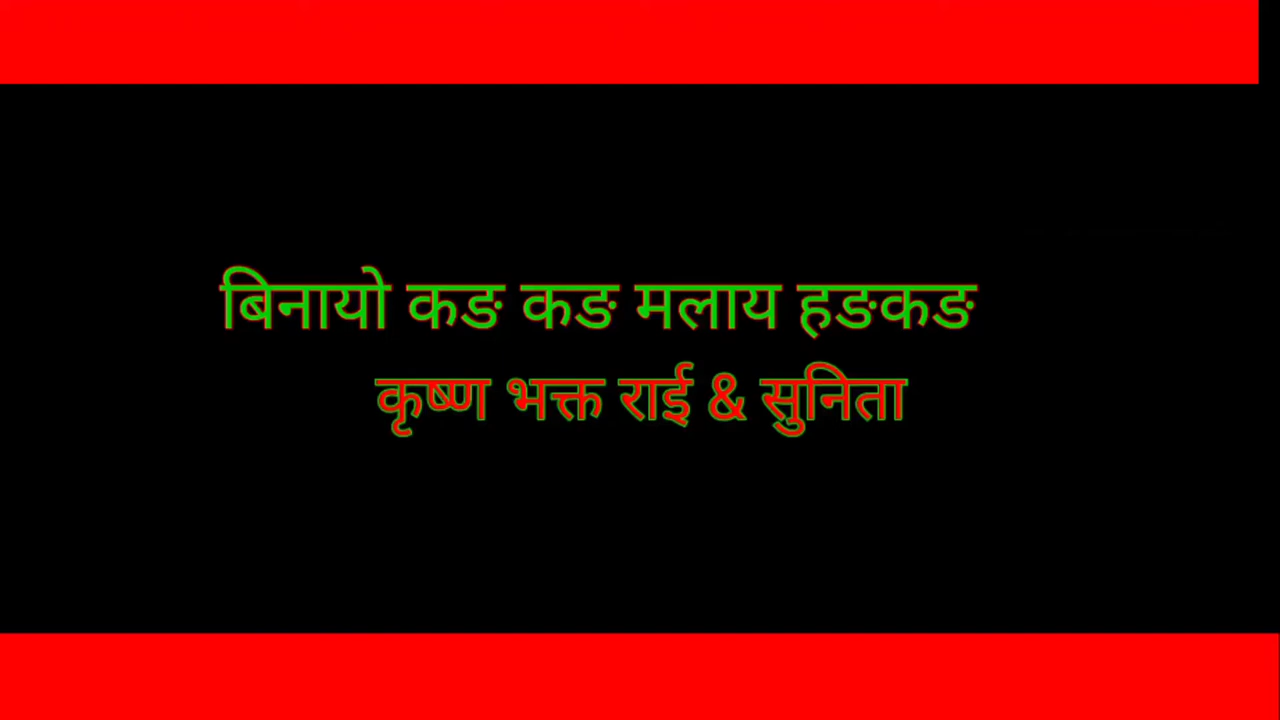 बिनायो कङ कङ मलाय हङकङ
कृष्ण भक्त राई & सुनिता